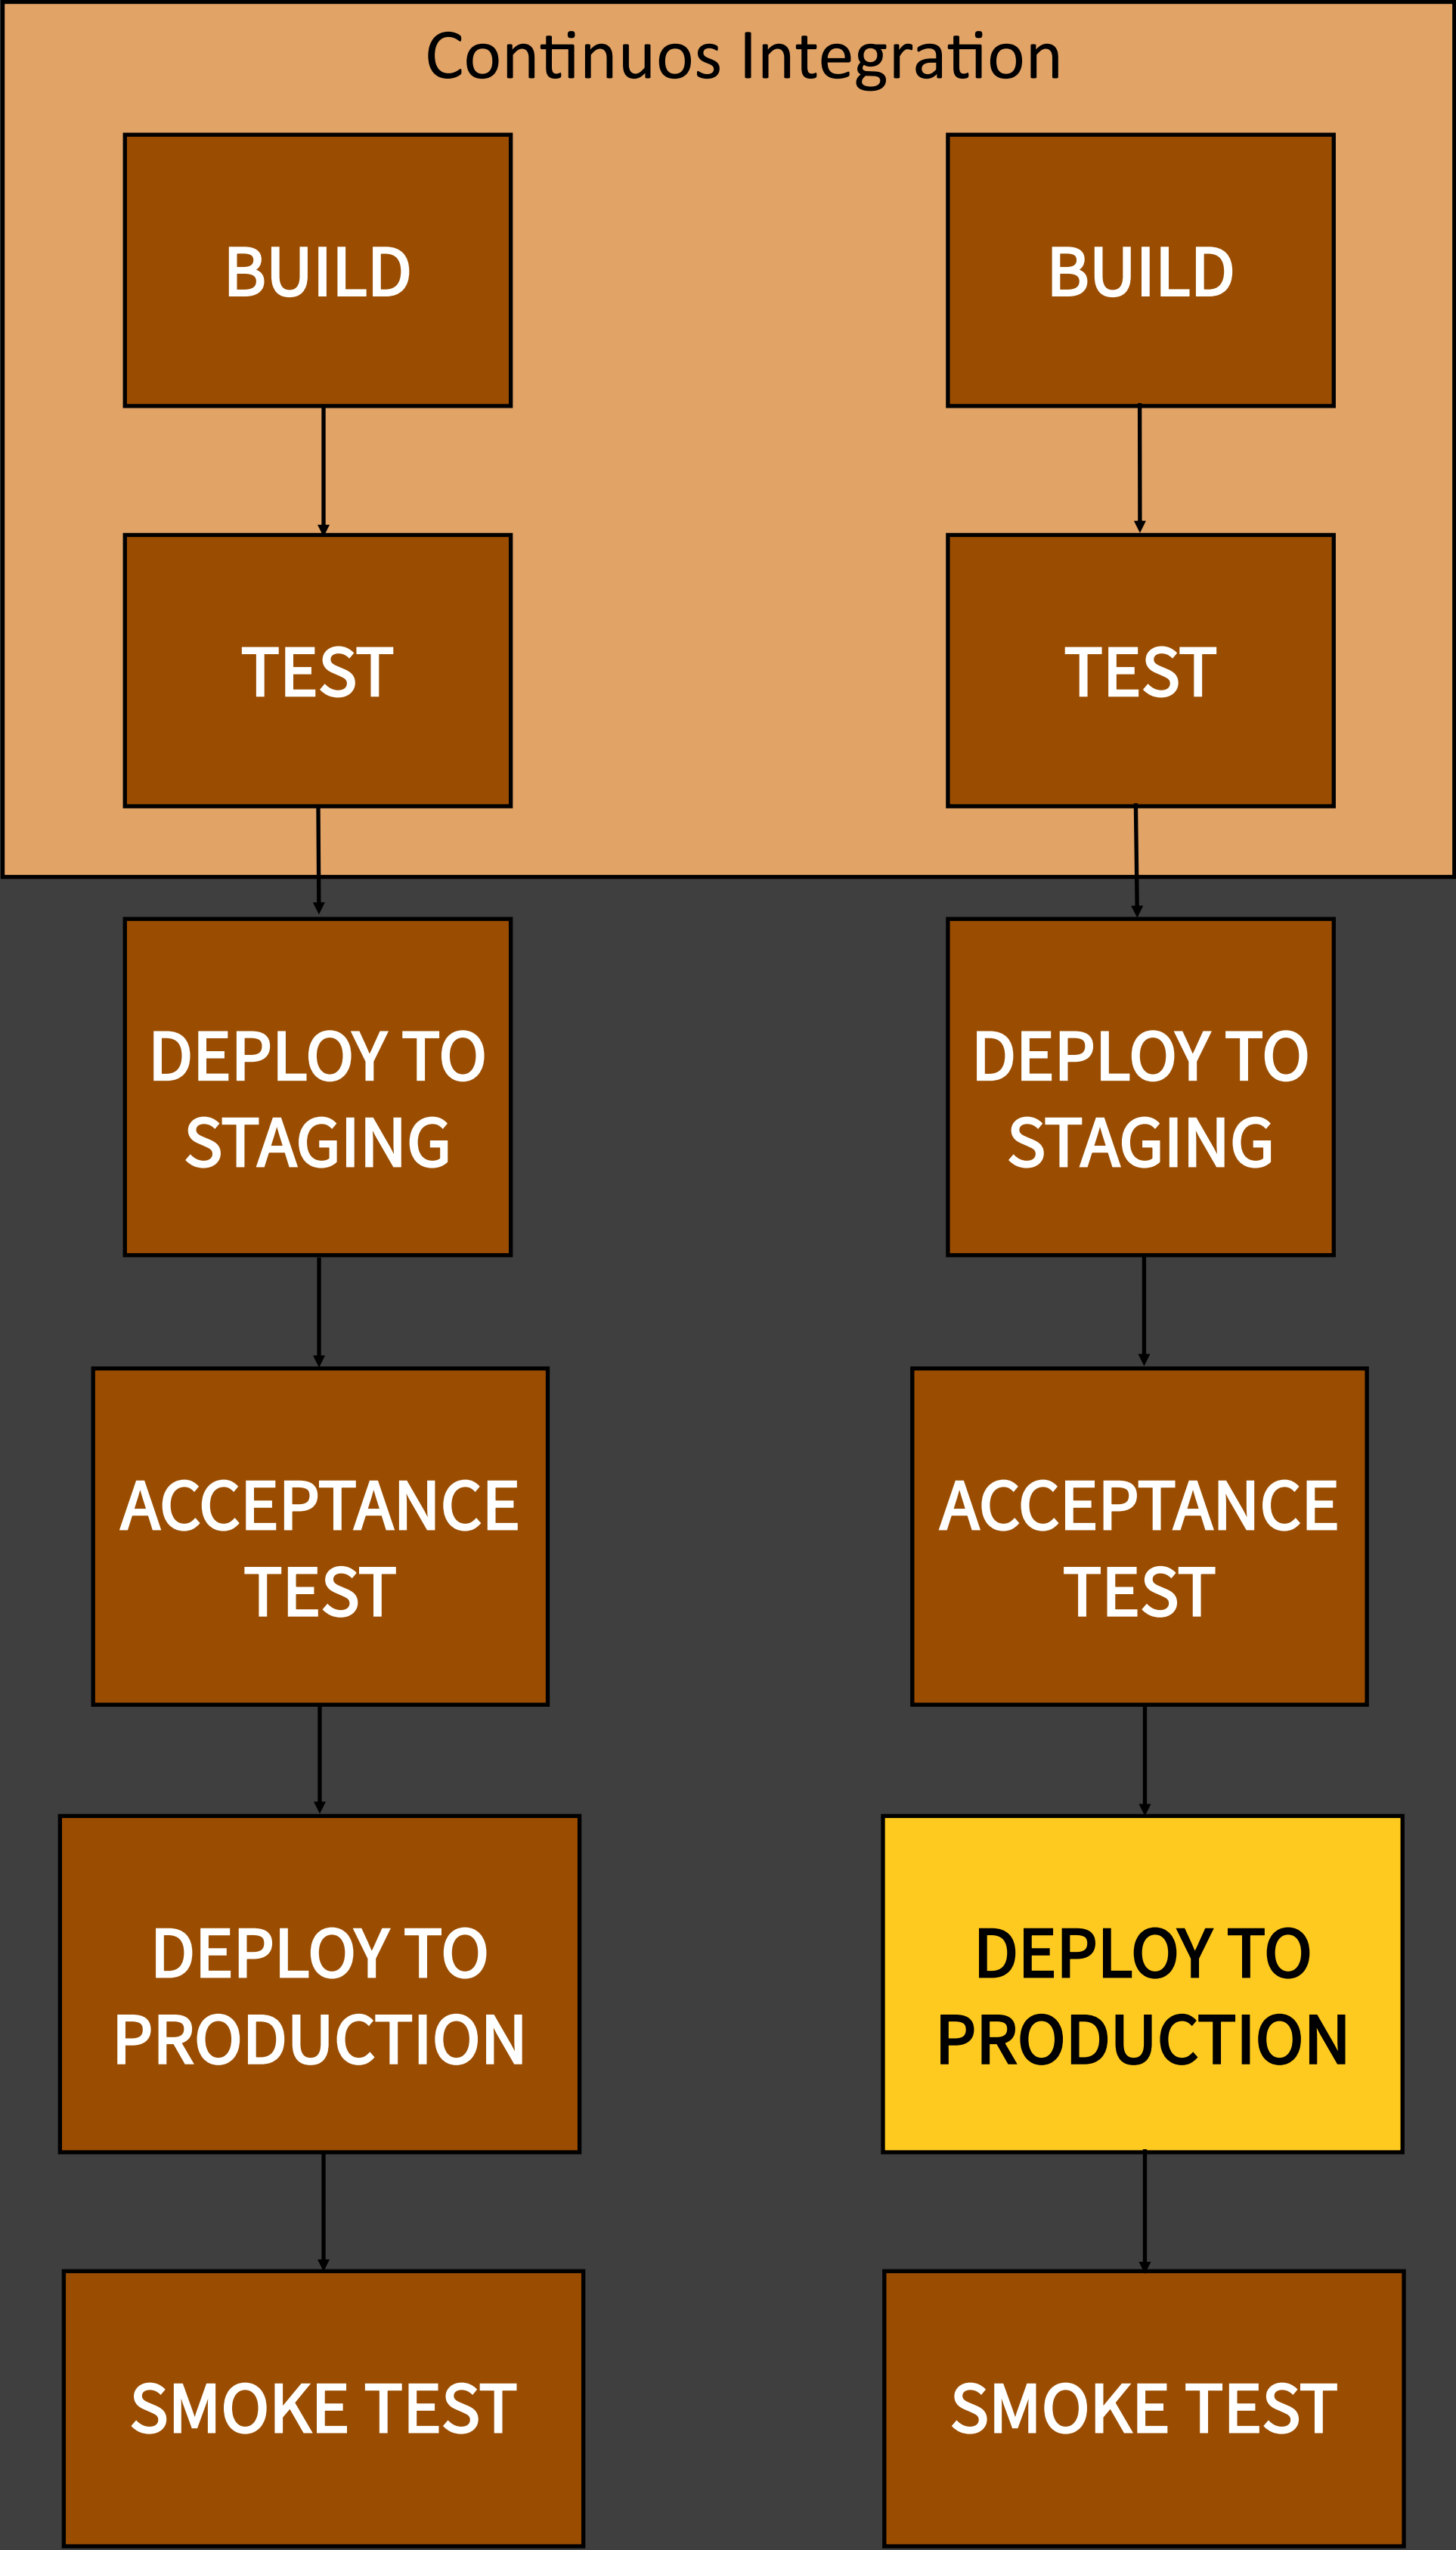 Continuos Integration
BUILD
BUILD
TEST
TEST
DEPLOY TO
STAGING
DEPLOY TO
STAGING
ACCEPTANCE
TEST
ACCEPTANCE
TEST
DEPLOY TO
PRODUCTION
DEPLOY TO
PRODUCTION
SMOKE TEST
SMOKE TEST